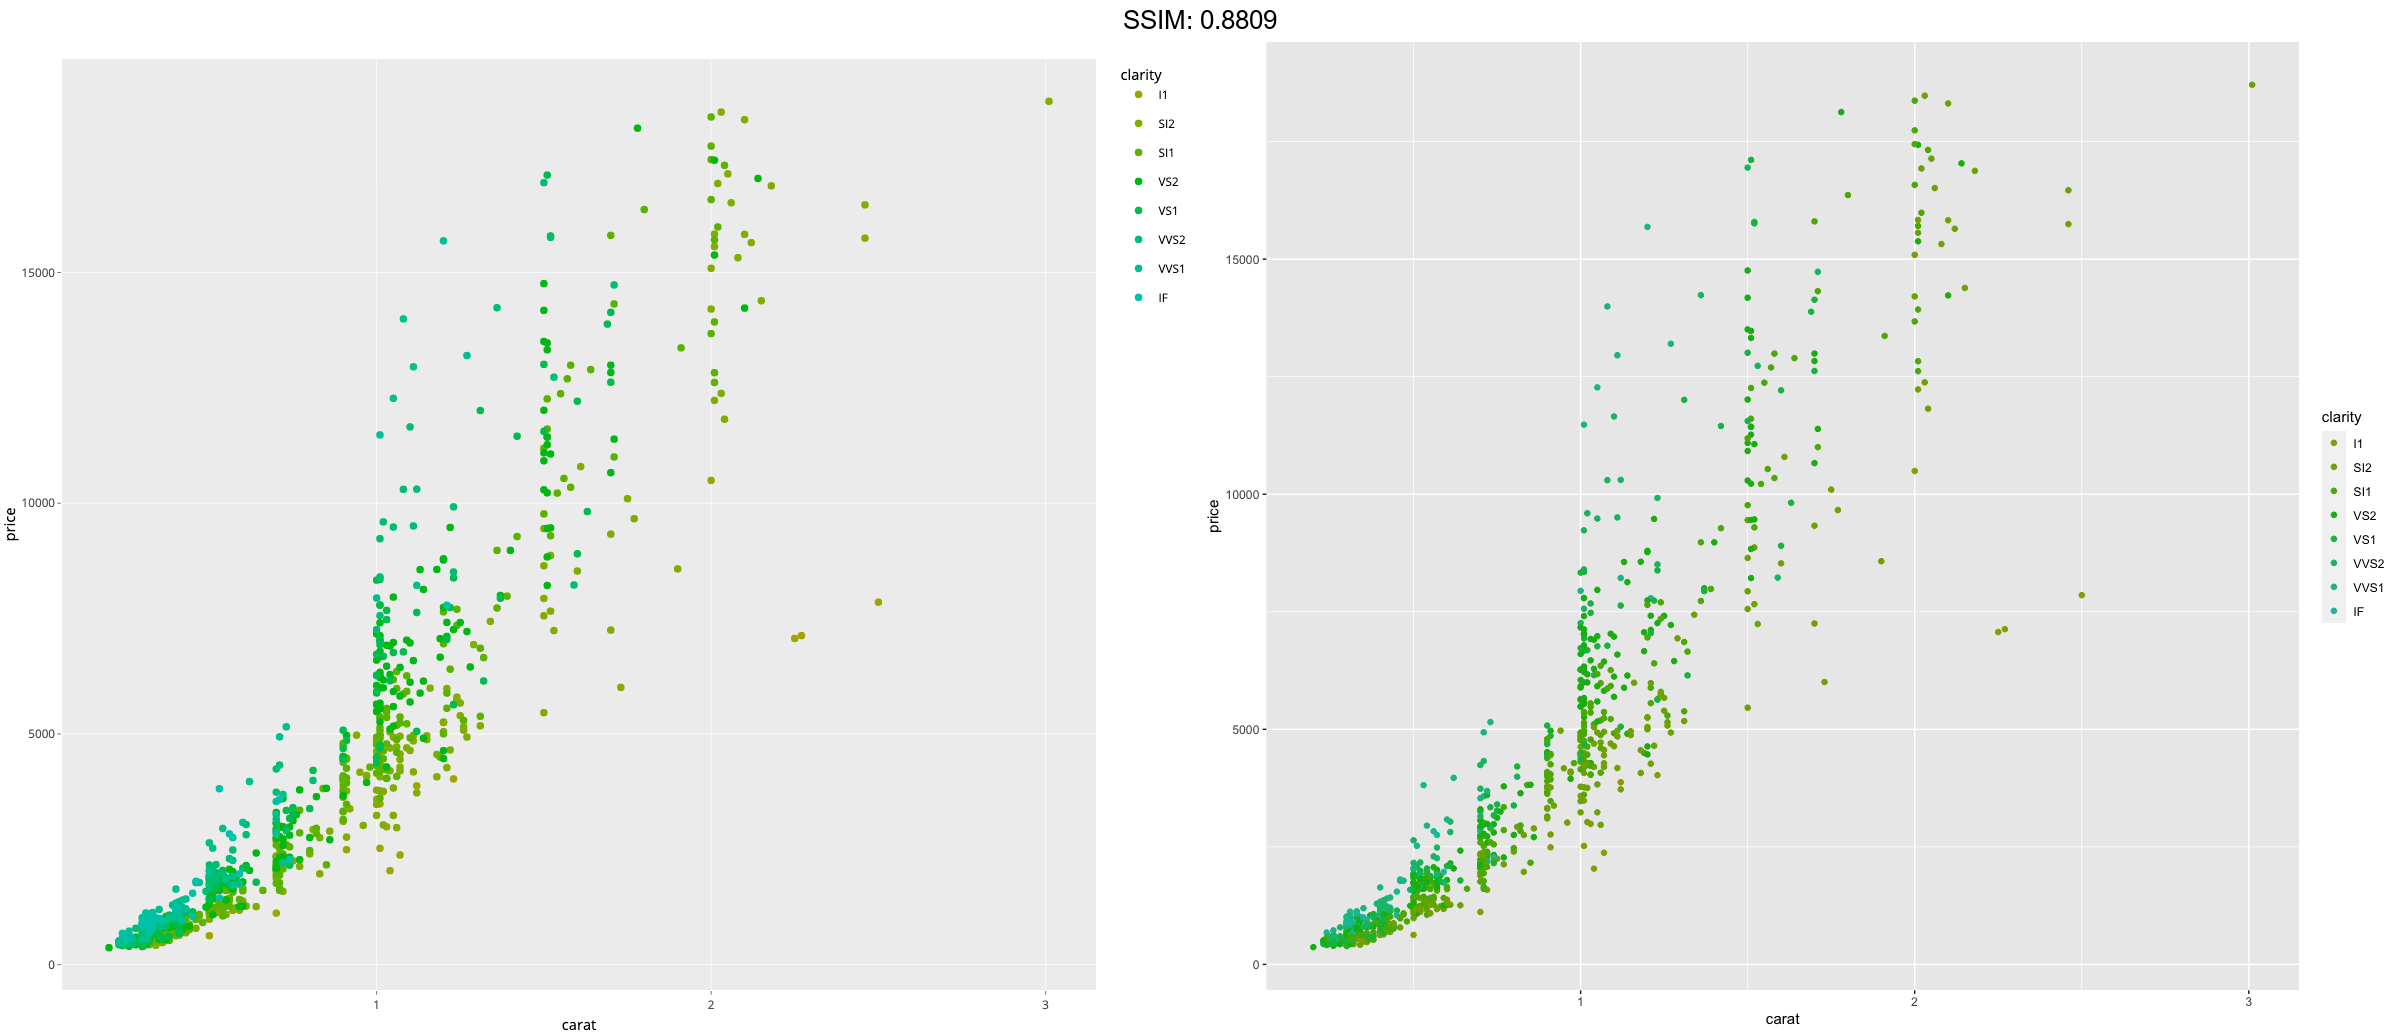 SSIM: 0.8809
price
15000
10000
5000
0
1
2
3
carat
clarity
I1
SI2
SI1
VS2
VS1
VVS2
VVS1
IF
price
15000
10000
5000
0
1
2
3
carat
clarity
I1
SI2
SI1
VS2
VS1
VVS2
VVS1
IF